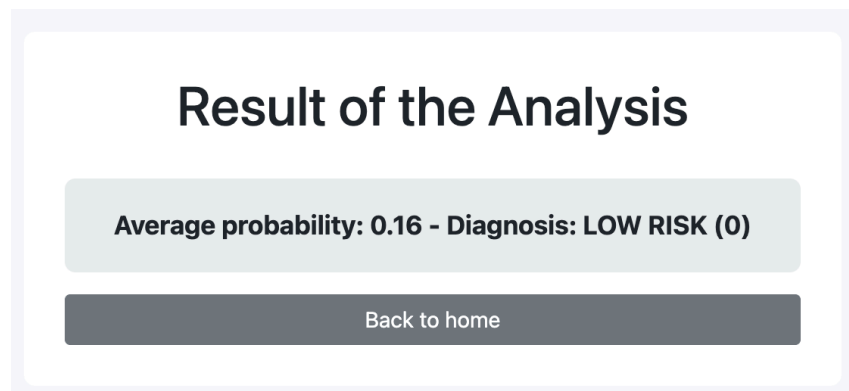 Result of the Analysis
Average probability: 0.16 - Diagnosis: LOW RISK (0)
Back to home